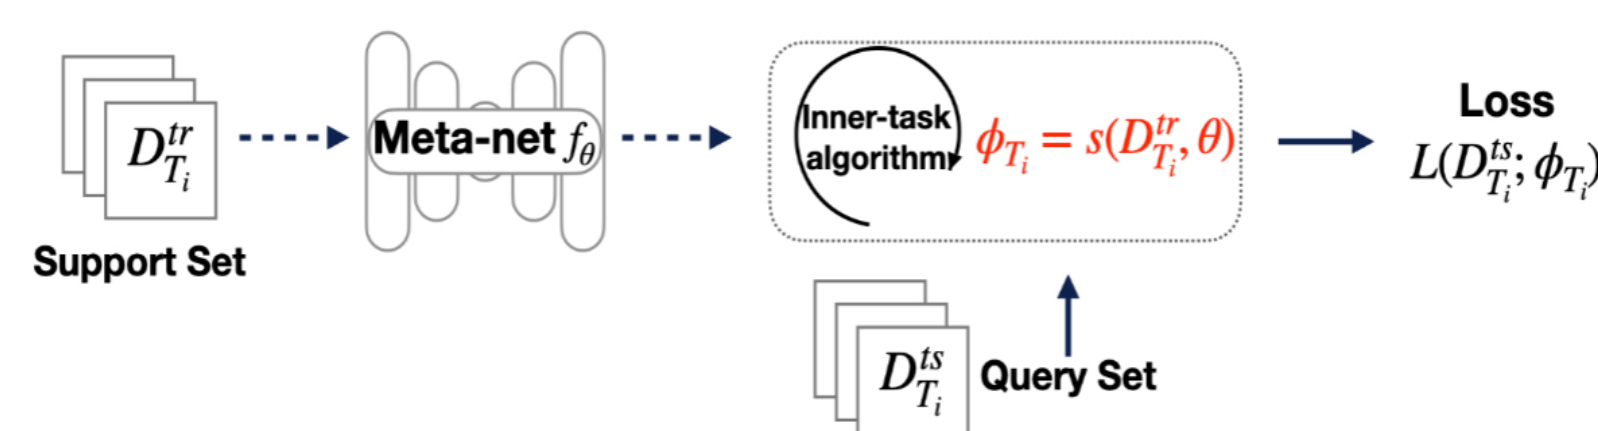 D^{tr}_{T_i}
Support Set
Meta-net f_θ
Inner-task
algorithm
ϕ_{T_i} = s(D^{tr}_{T_i}, θ)
Loss
L(D^{ts}_{T_i}; ϕ_{T_i})
D^{ts}_{T_i}
Query Set